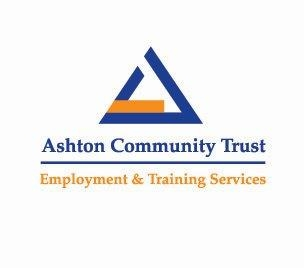 Ashton Community Trust
Employment & Training Services